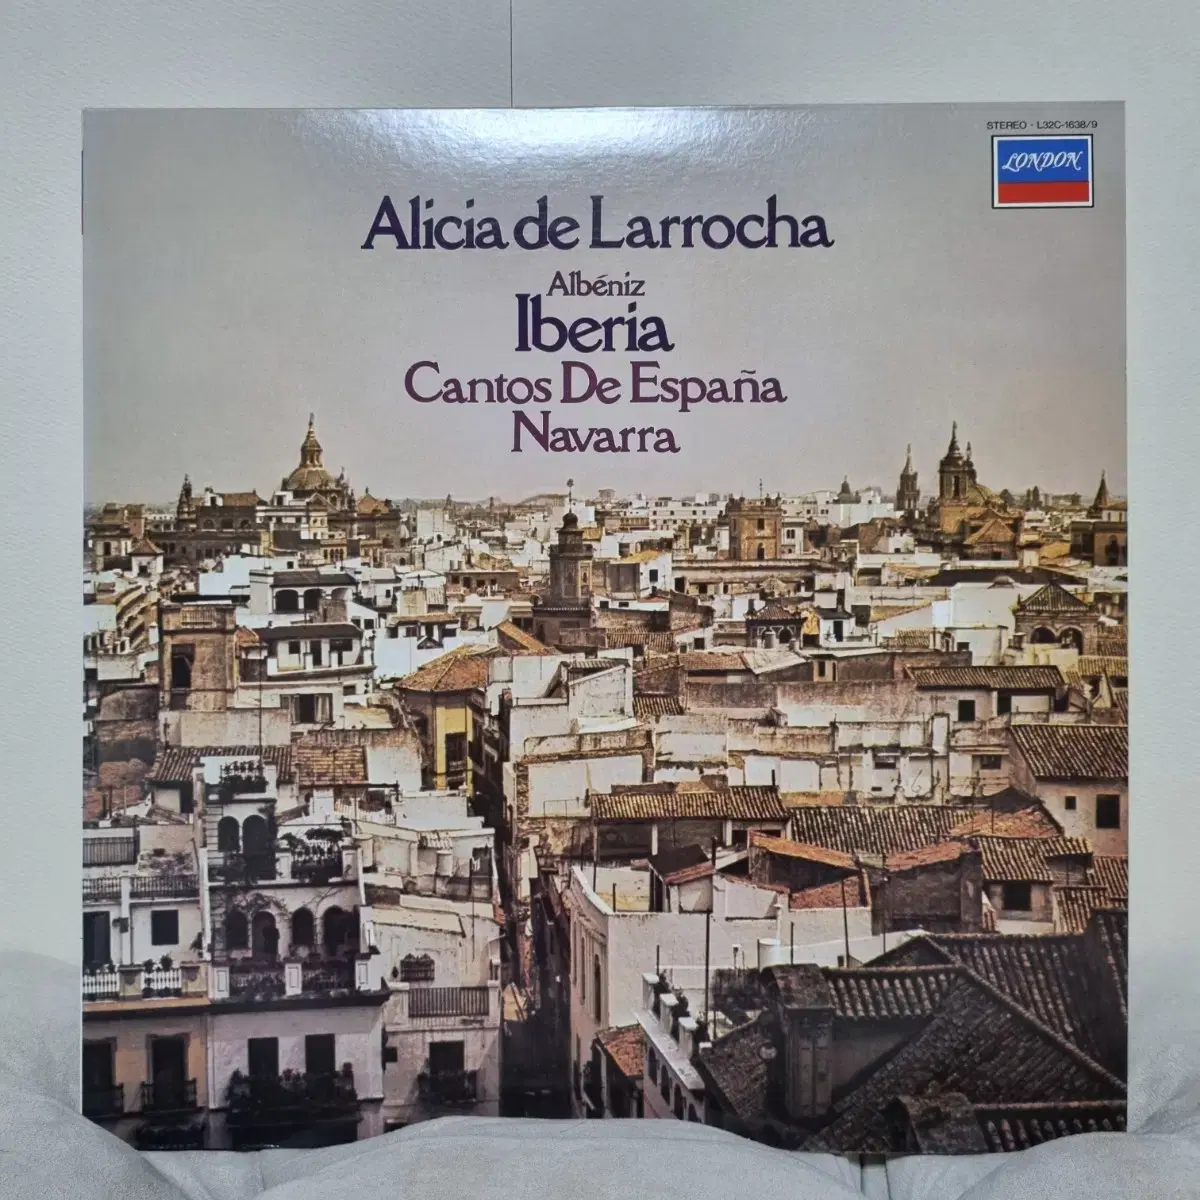 STEREO · L32C-1638/9
LONDON
Alicia de Larrocha
Albéniz
Iberia
Cantos De España
Navarra